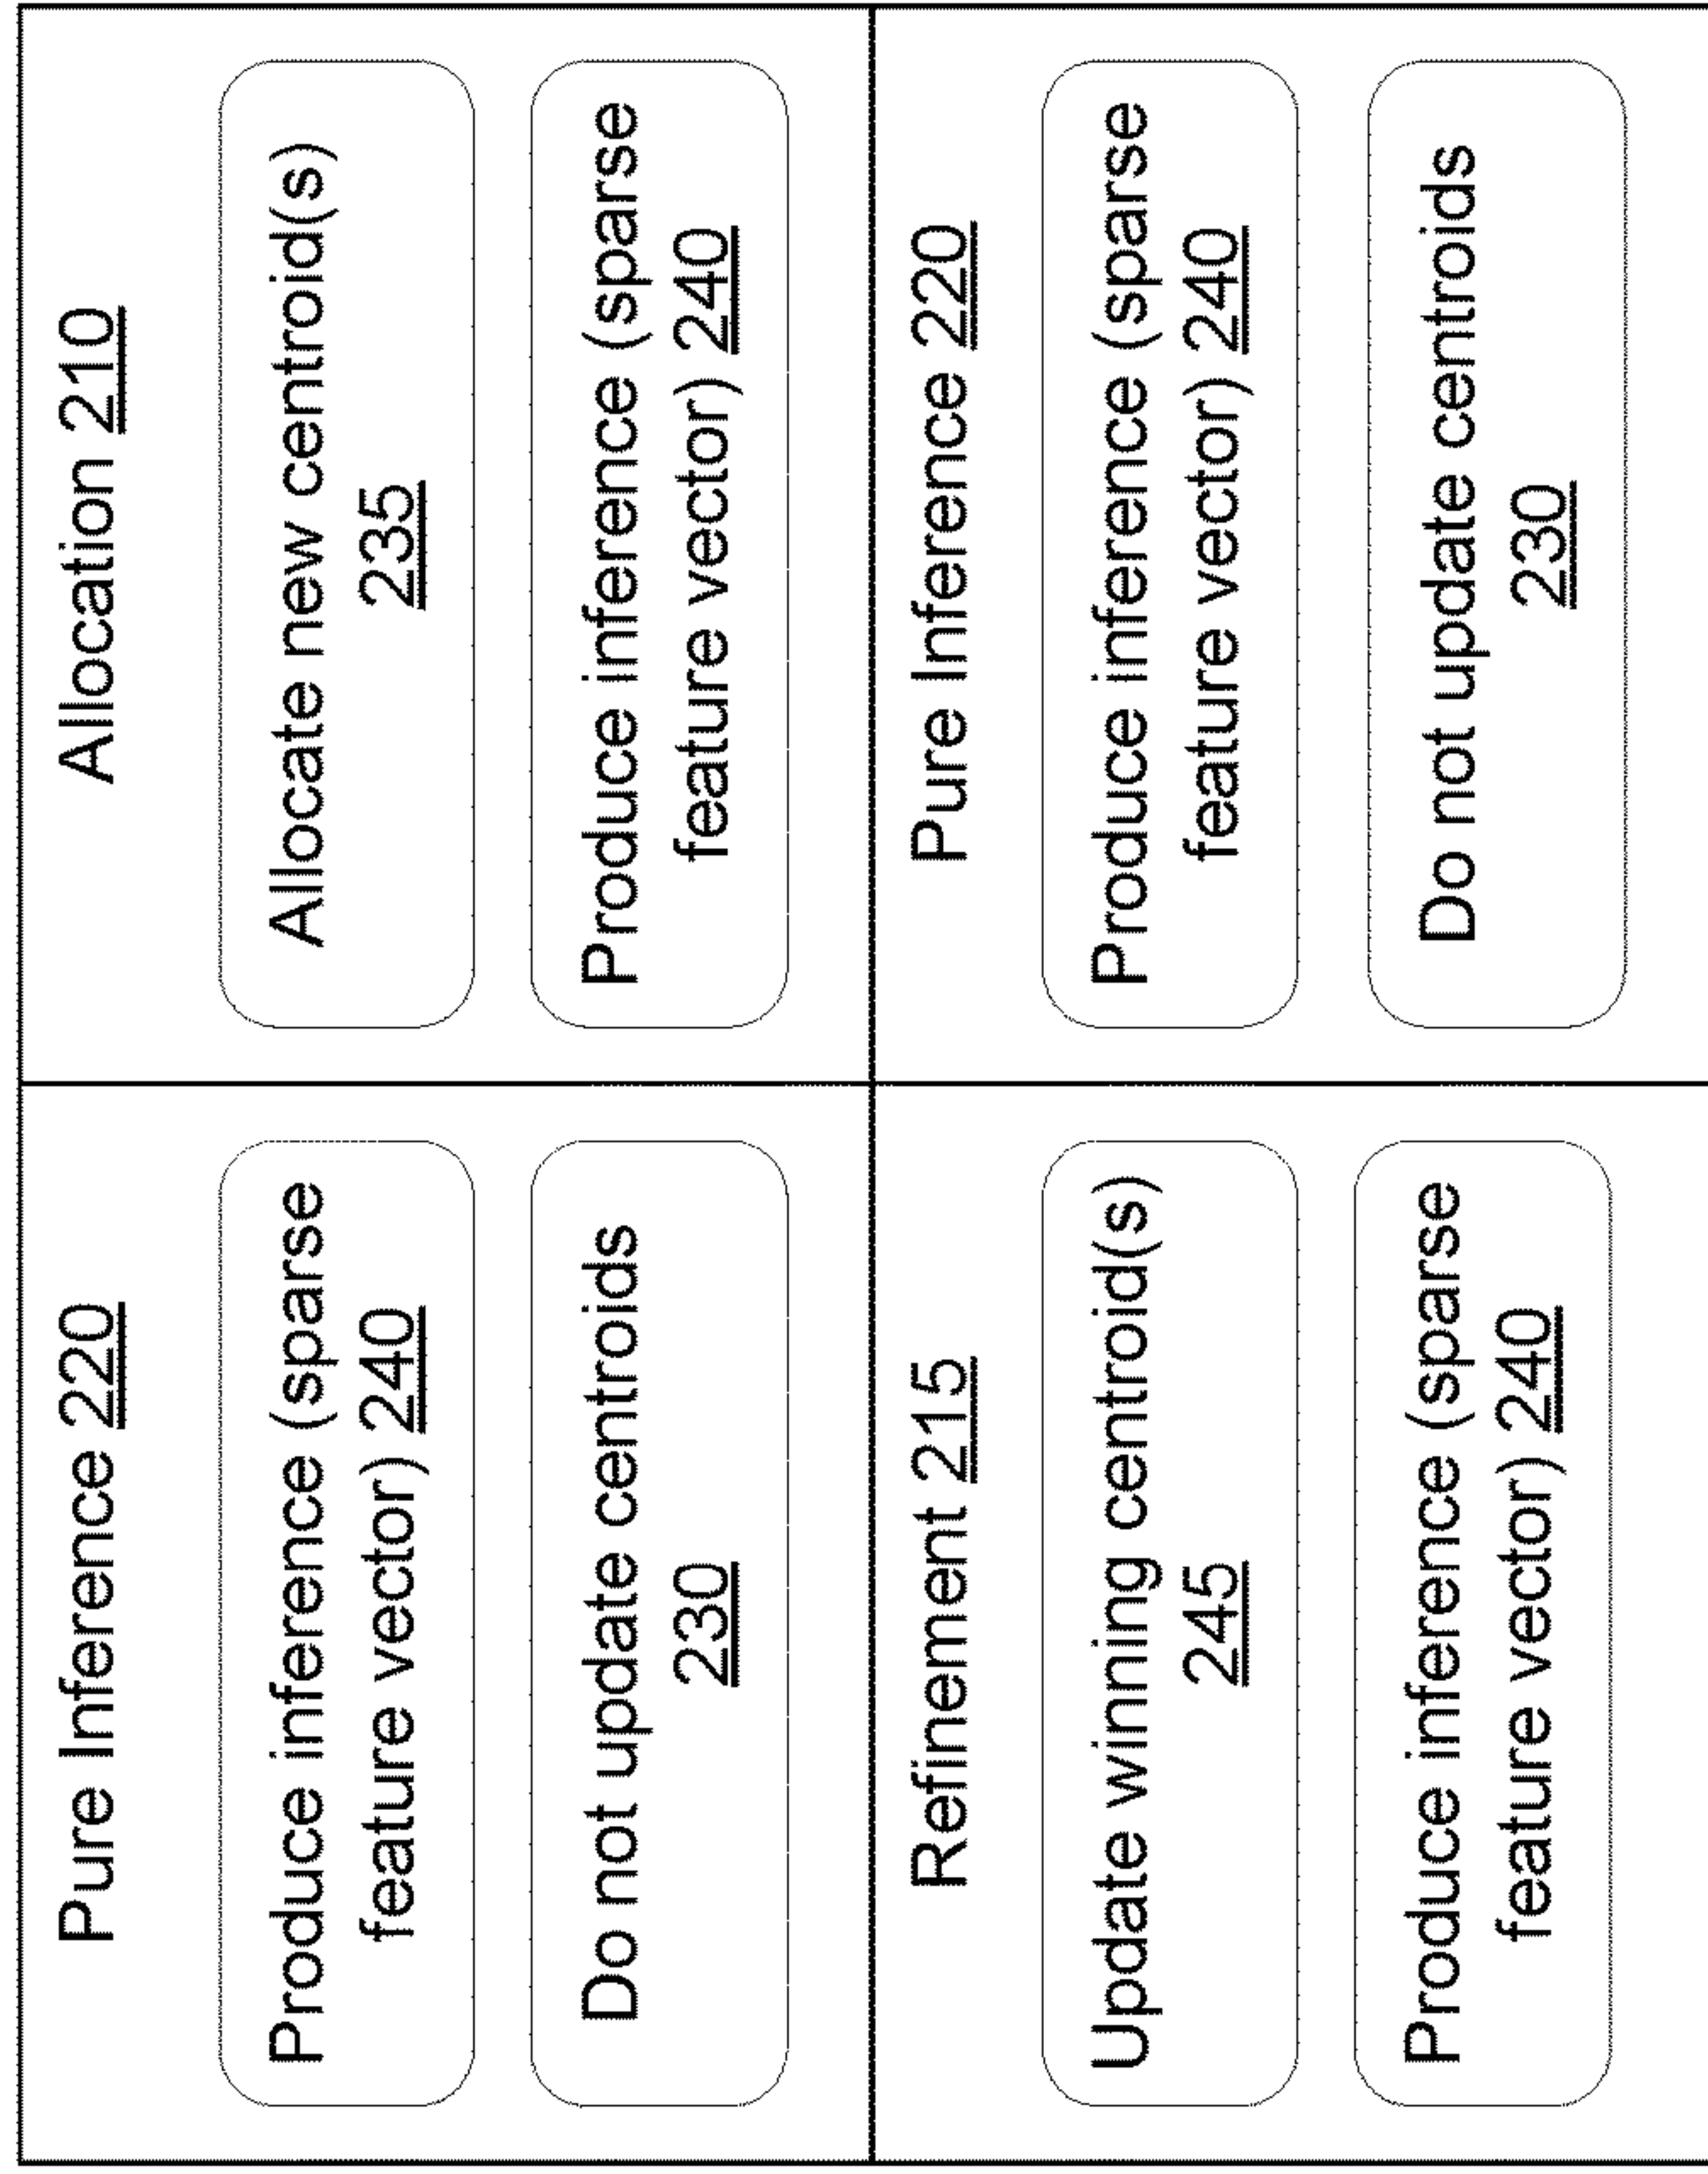 Pure Inference 220
Produce inference (sparse
feature vector) 240
Do not update centroids
230
Allocation 210
Allocate new centroid(s)
235
Produce inference (sparse
feature vector) 240
Refinement 215
Update winning centroid(s)
245
Produce inference (sparse
feature vector) 240
Pure Inference 220
Produce inference (sparse
feature vector) 240
Do not update centroids
230